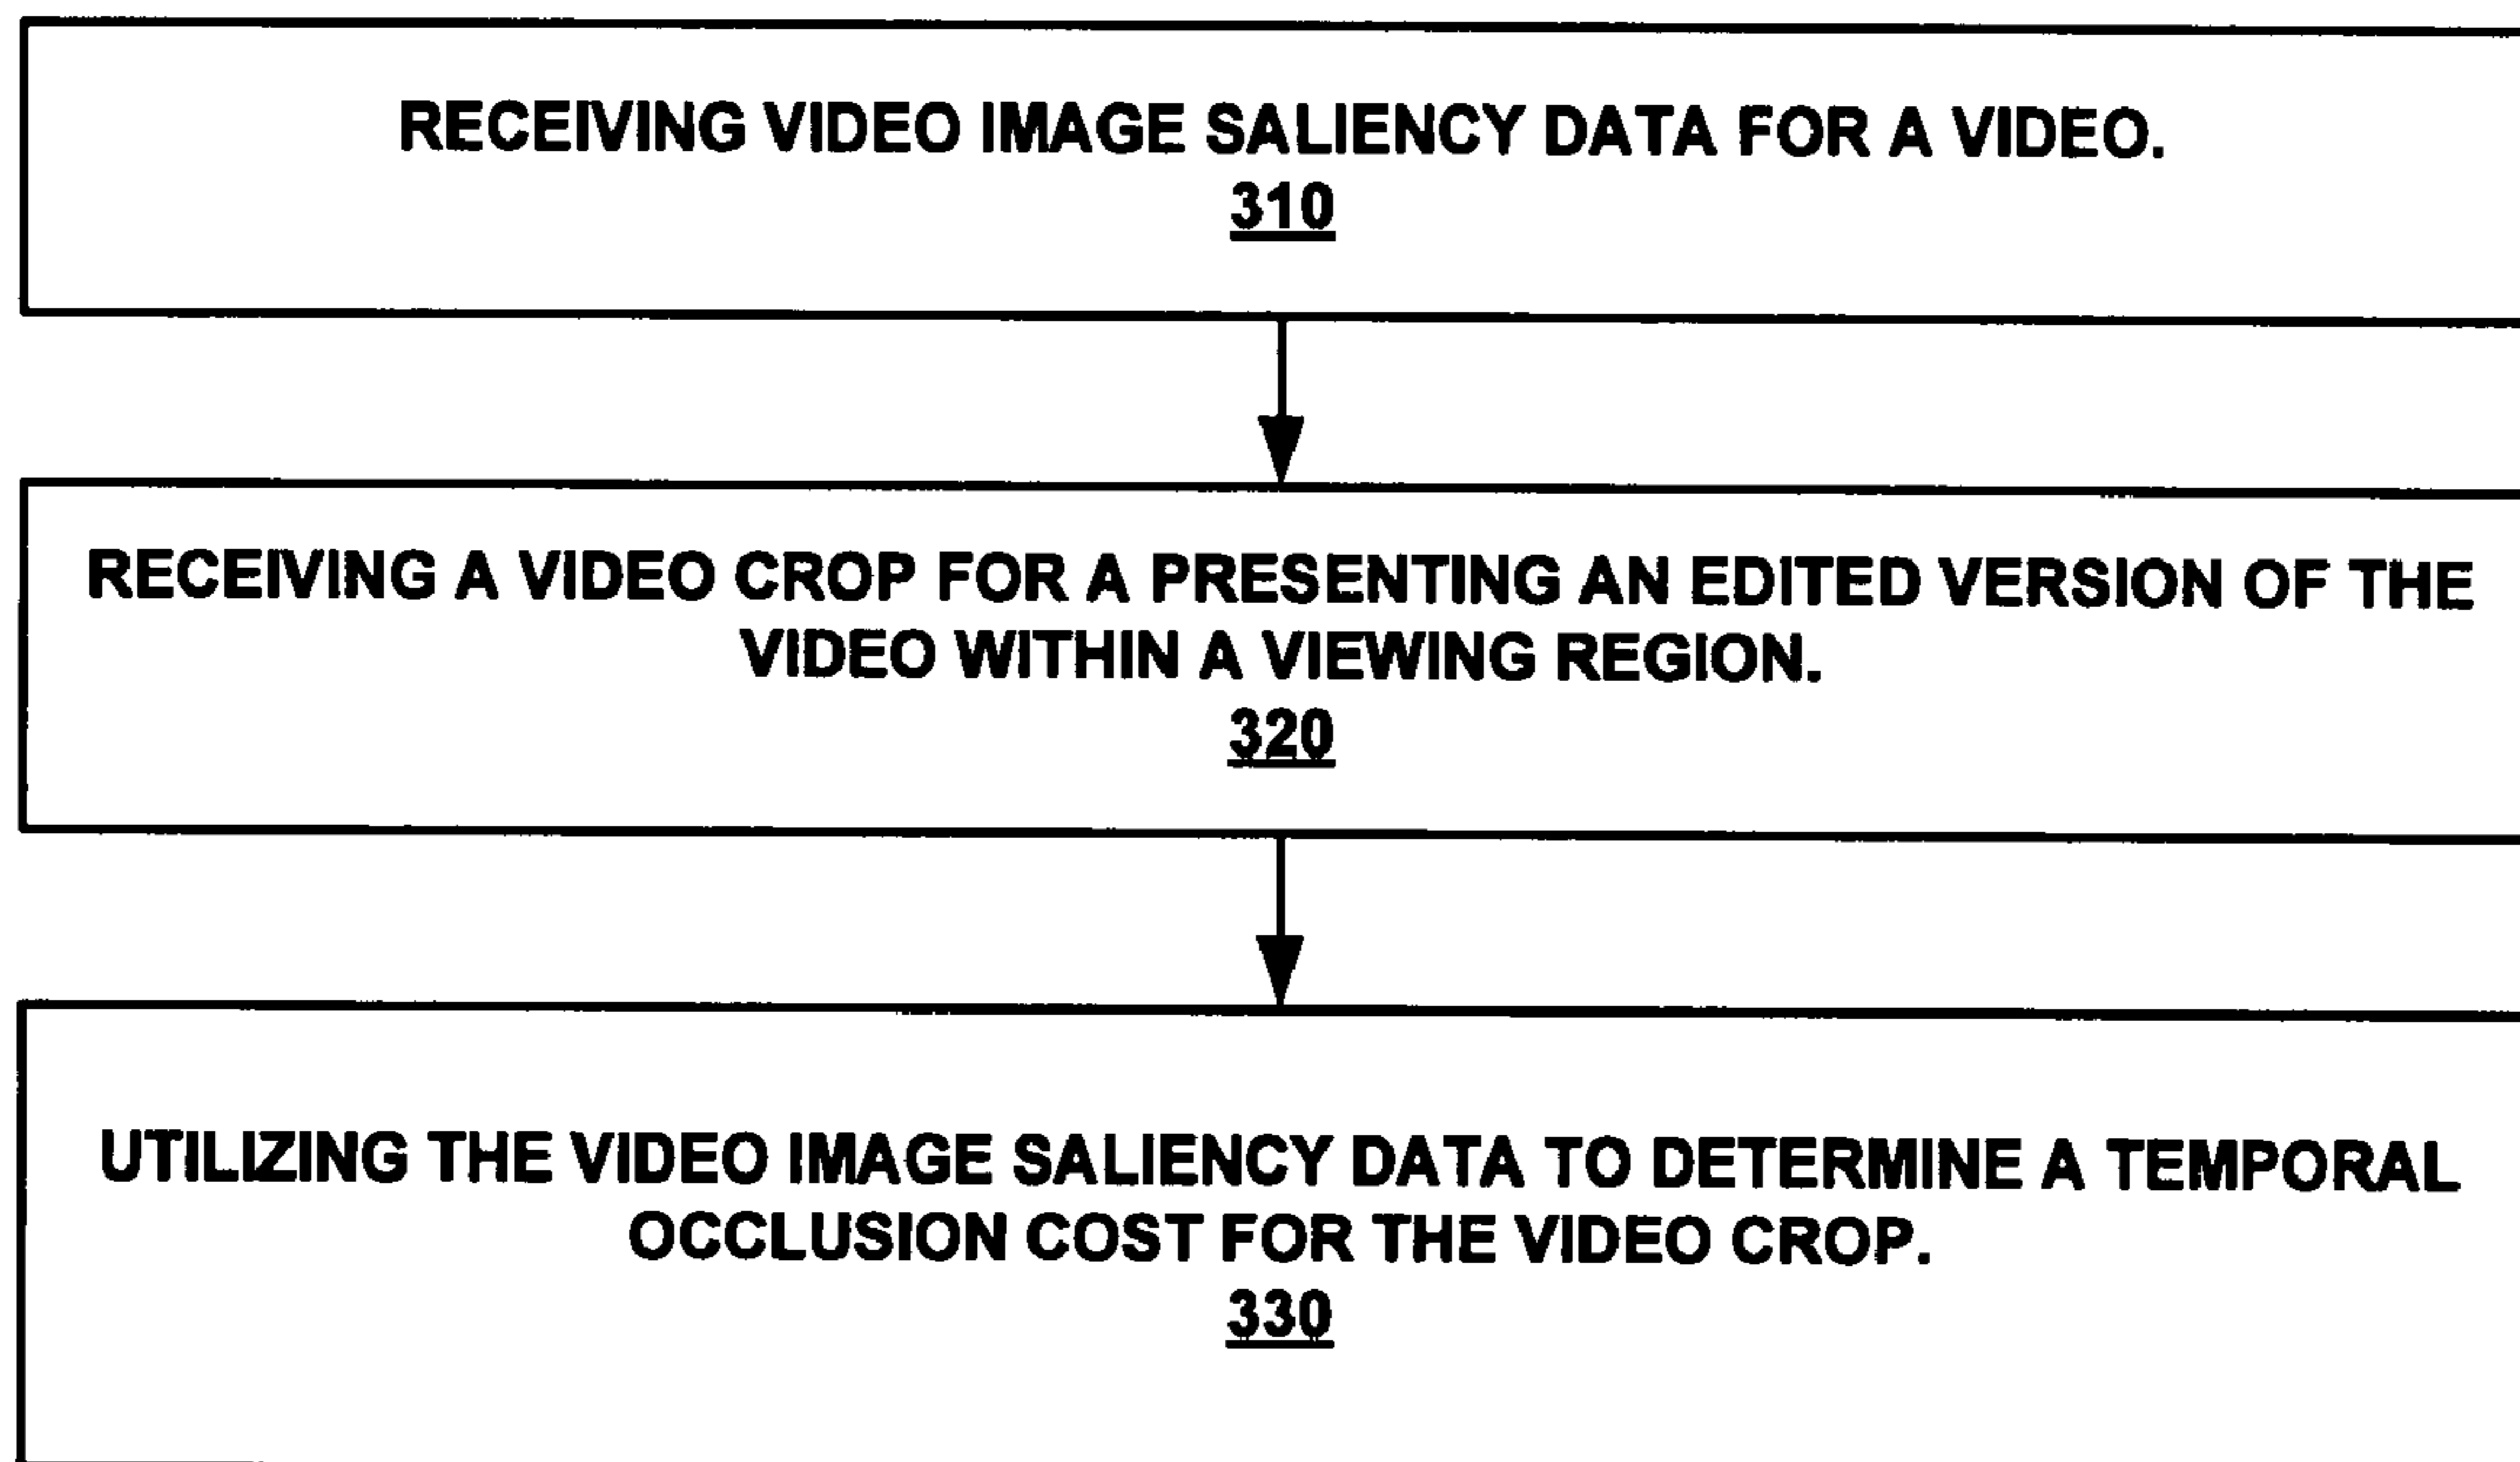 RECEIVING VIDEO IMAGE SALIENCY DATA FOR A VIDEO.
310
RECEIVING A VIDEO CROP FOR A PRESENTING AN EDITED VERSION OF THE
VIDEO WITHIN A VIEWING REGION.
320
UTILIZING THE VIDEO IMAGE SALIENCY DATA TO DETERMINE A TEMPORAL
OCCLUSION COST FOR THE VIDEO CROP.
330